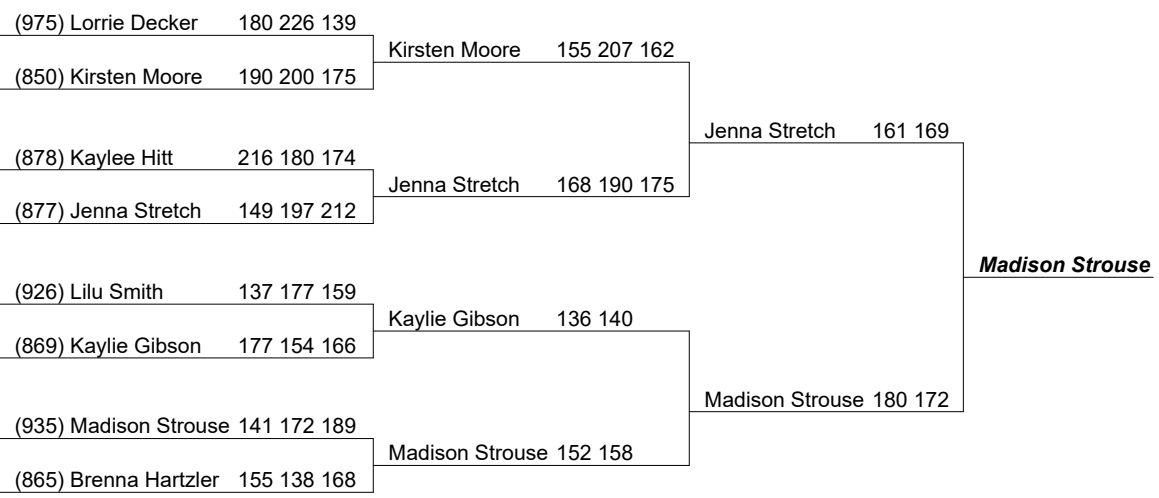 (975) Lorrie Decker 180 226 139
Kirsten Moore 155 207 162
(850) Kirsten Moore 190 200 175
Jenna Stretch 161 169
(878) Kaylee Hitt 216 180 174
Jenna Stretch 168 190 175
(877) Jenna Stretch 149 197 212
Madison Strouse
(926) Lilu Smith 137 177 159
Kaylie Gibson 136 140
(869) Kaylie Gibson 177 154 166
Madison Strouse 180 172
(935) Madison Strouse 141 172 189
Madison Strouse 152 158
(865) Brenna Hartzler 155 138 168